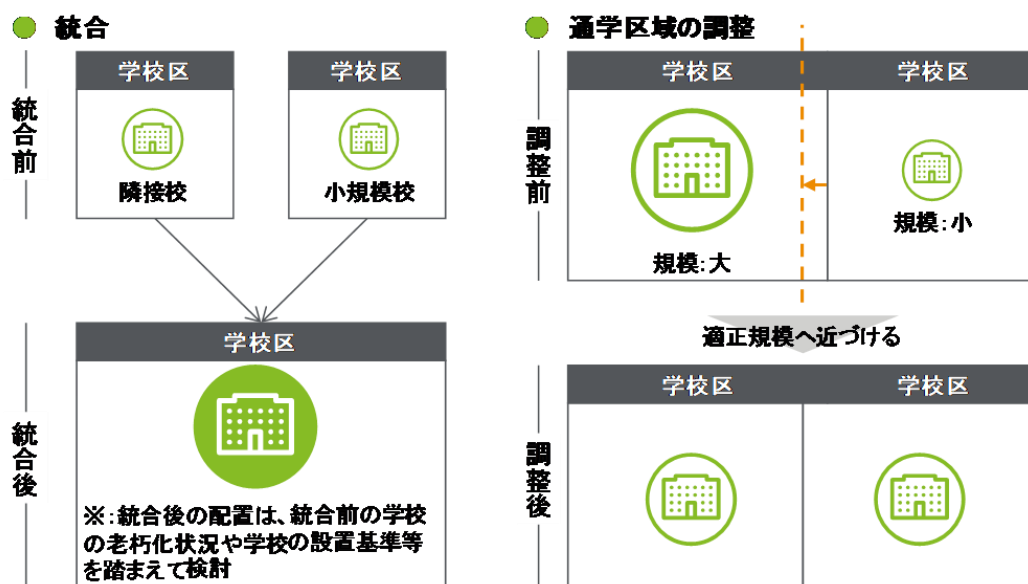 統合
統合前
学校区
隣接校
学校区
小規模校
統合後
学校区
※:統合後の配置は、統合前の学校
の老朽化状況や学校の設置基準等
を踏まえて検討
通学区域の調整
調整前
学校区
規模:大
学校区
規模:小
適正規模へ近づける
調整後
学校区
学校区